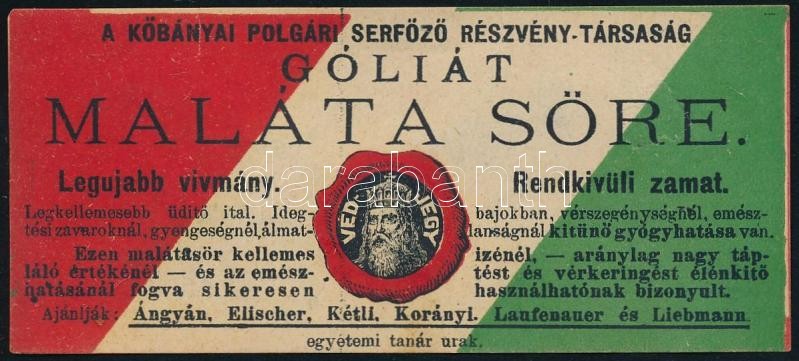 A KŐBÁNYAI POLGÁRI SERFŐZŐ RÉSZVÉNY-TÁRSASÁG
GÓLIÁT
MALÁTA SÖRE.
Legujabb vivmány. Rendkivüli zamat.
VÉDJEGY
Legkellemesebb üditő ital. Ideg- bajokban, vérszegénységnél, emész-
tési zavaroknál, gyengeségnél, álmat- lanságnál kitünő gyógyhatása van.
Ezen malátasör kellemes izénél, — aránylag nagy táp-
láló értékénél — és az emész- tést és vérkeringést élénkitő
hatásánál fogva sikeresen használhatónak bizonyult.
Ajánlják: Ángyán, Elischer, Kétli, Korányi, Laufenauer és Liebmann
egyetemi tanár urak.
darabanth